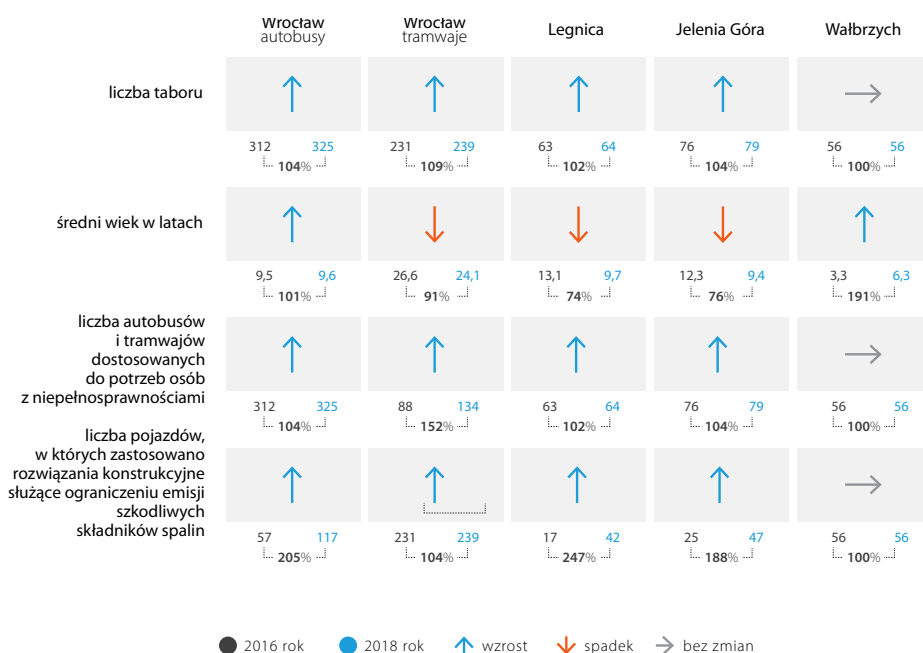 Wrocław
autobusy
Wrocław
tramwaje
Legnica
Jelenia Góra
Wałbrzych
liczba taboru
312 325
104%
231 239
109%
63 64
102%
76 79
104%
56 56
100%
średni wiek w latach
9,5 9,6
101%
26,6 24,1
91%
13,1 9,7
74%
12,3 9,4
76%
3,3 6,3
191%
liczba autobusów
i tramwajów
dostosowanych
do potrzeb osób
z niepełnosprawnościami
312 325
104%
88 134
152%
63 64
102%
76 79
104%
56 56
100%
liczba pojazdów,
w których zastosowano
rozwiązania konstrukcyjne
służące ograniczeniu emisji
szkodliwych
składników spalin
57 117
205%
231 239
104%
17 42
247%
25 47
188%
56 56
100%
2016 rok 2018 rok wzrost spadek bez zmian